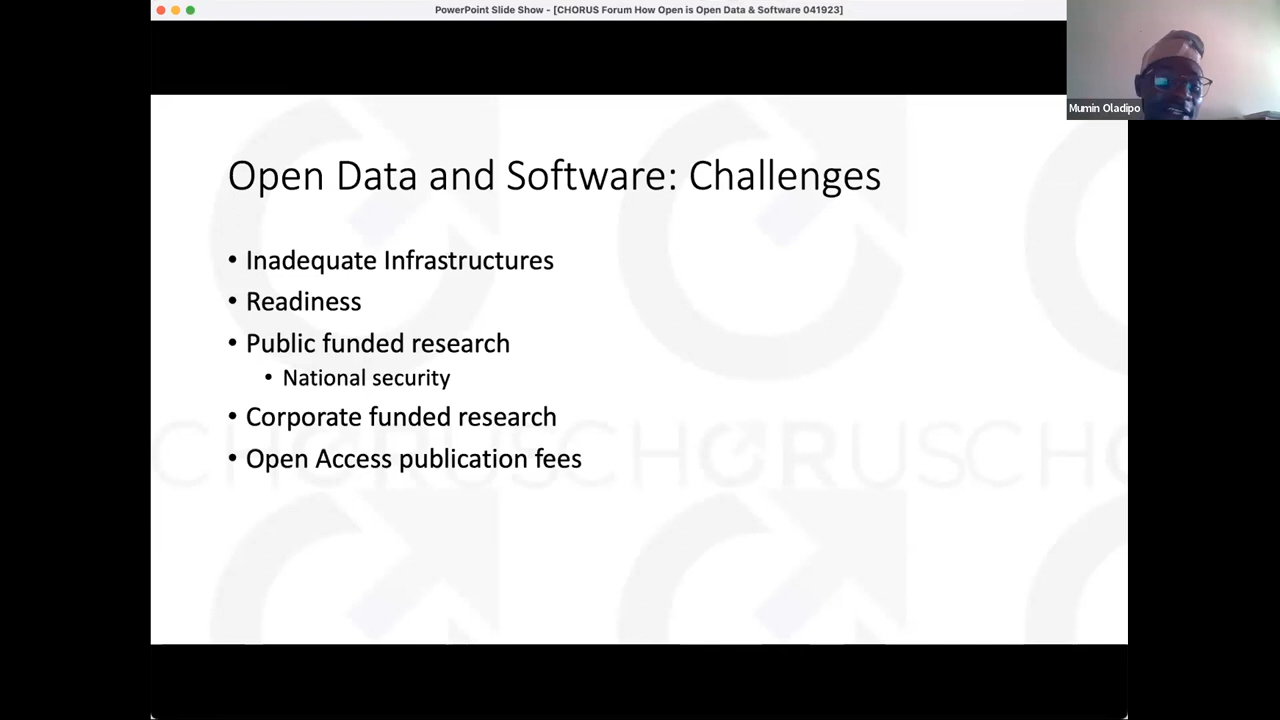 PowerPoint Slide Show - [CHORUS Forum How Open is Open Data & Software 041923]
Mumin Oladipo
Open Data and Software: Challenges
• Inadequate Infrastructures
• Readiness
• Public funded research
• National security
• Corporate funded research
• Open Access publication fees
CHORUSCHORUSCHO